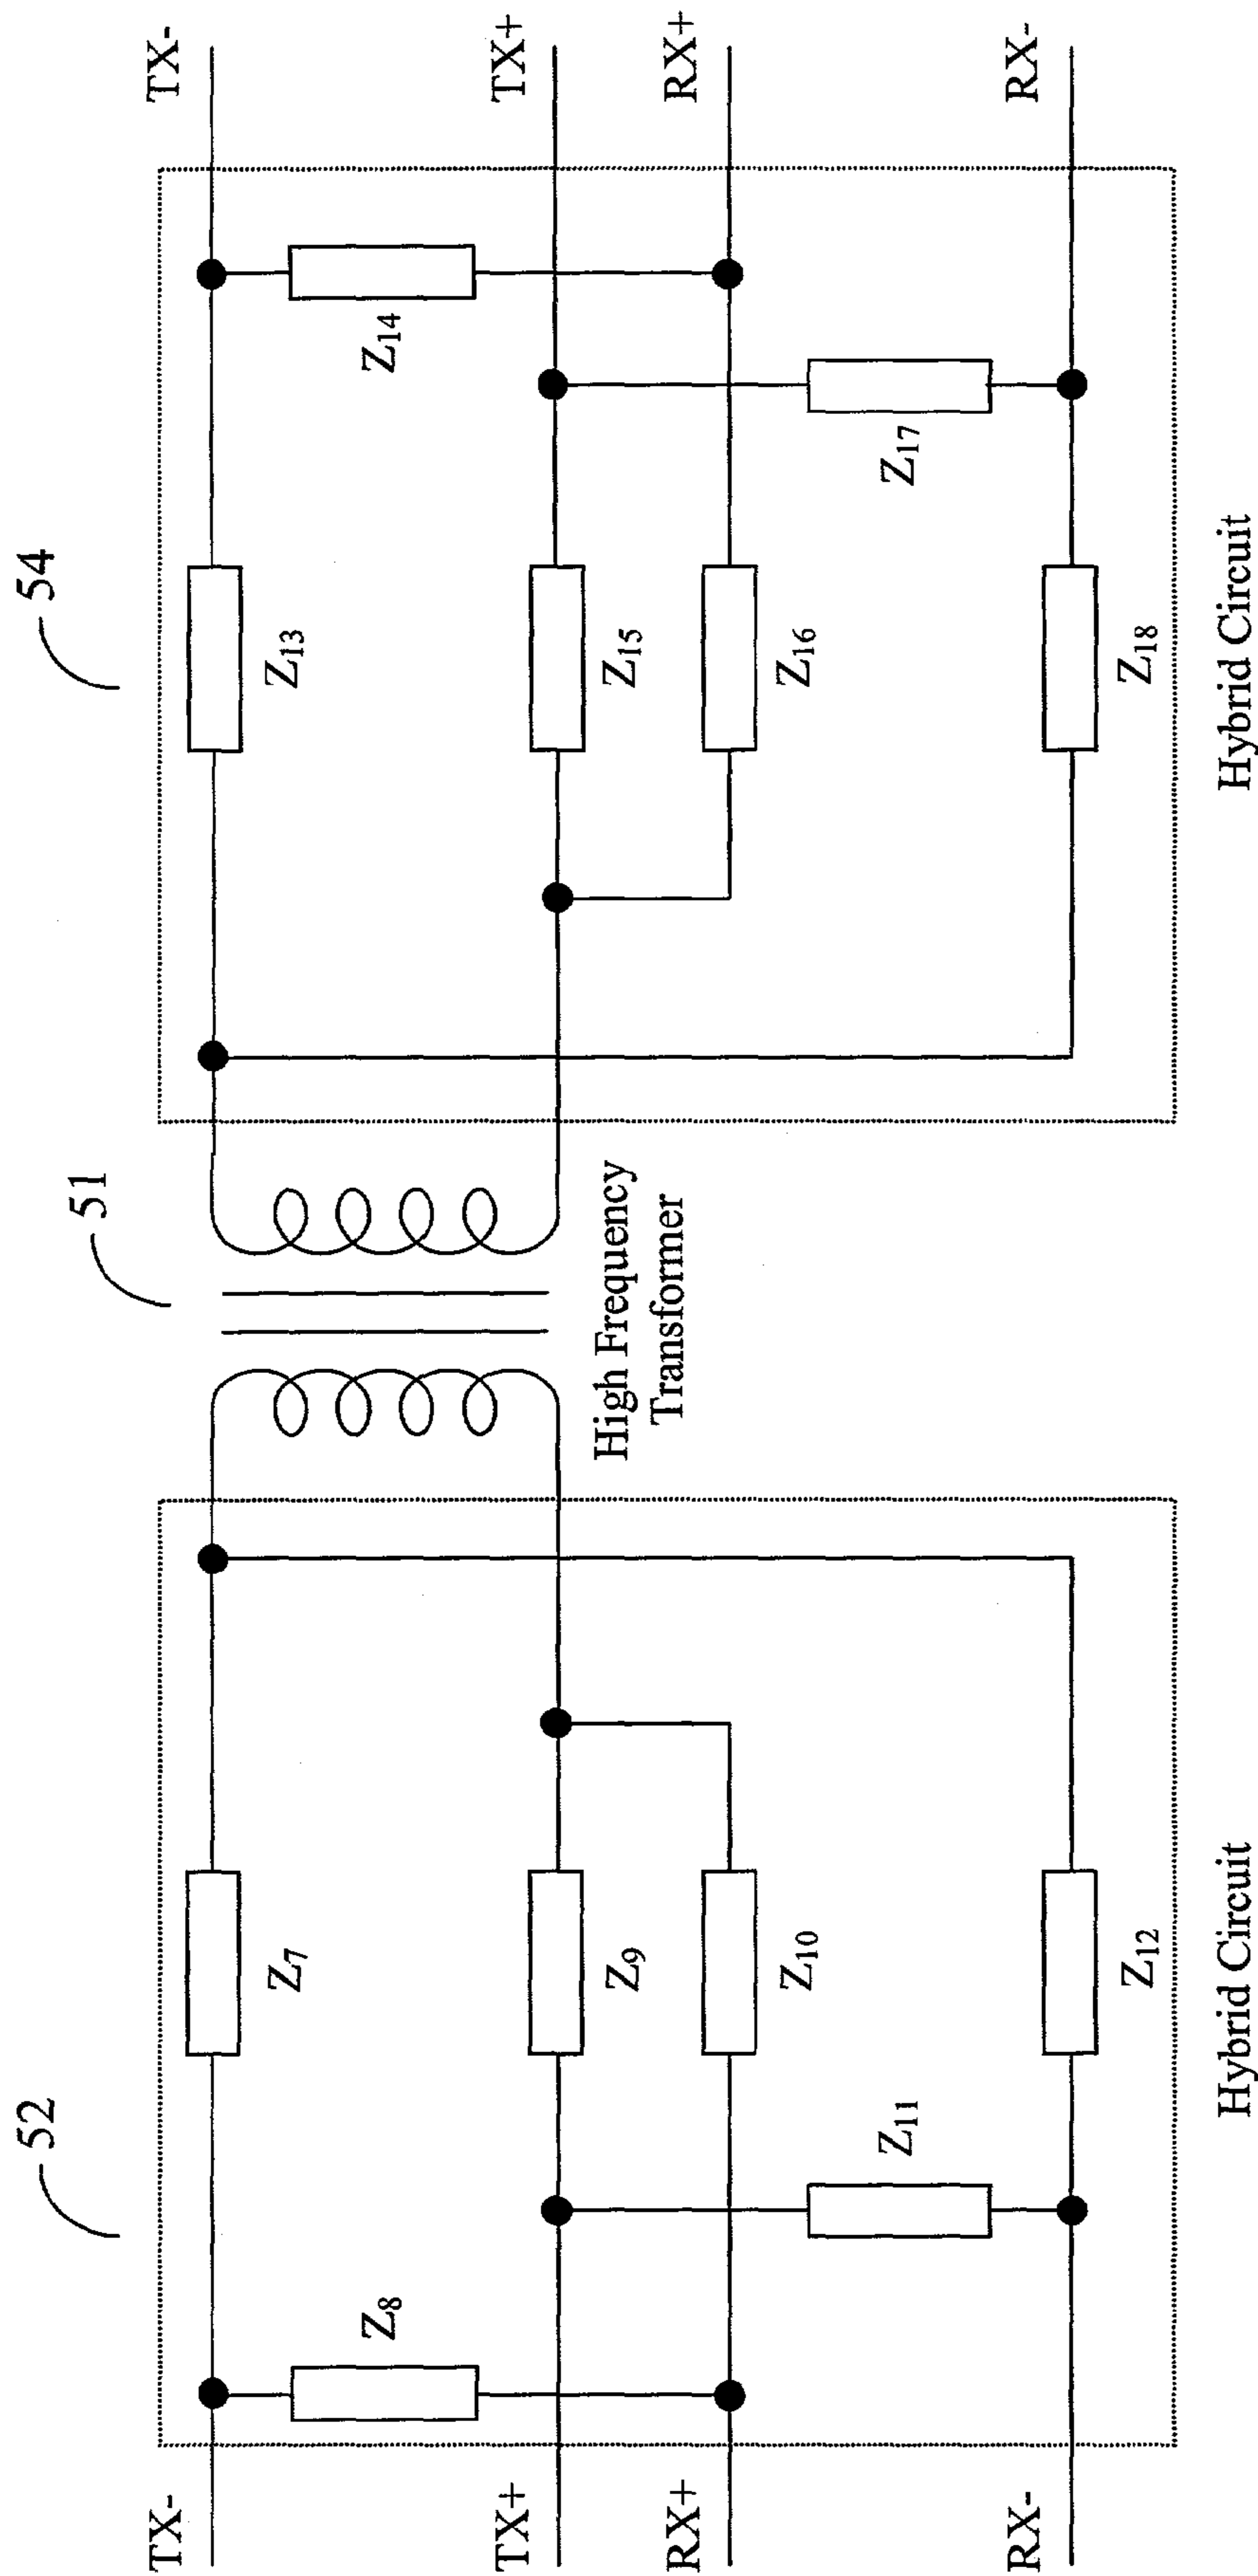 52
51
54
TX-
TX+
RX+
RX-
Z8
Z7
Z9
Z10
Z11
Z12
High Frequency
Transformer
Z13
Z14
Z15
Z16
Z17
Z18
TX-
TX+
RX+
RX-
Hybrid Circuit
Hybrid Circuit